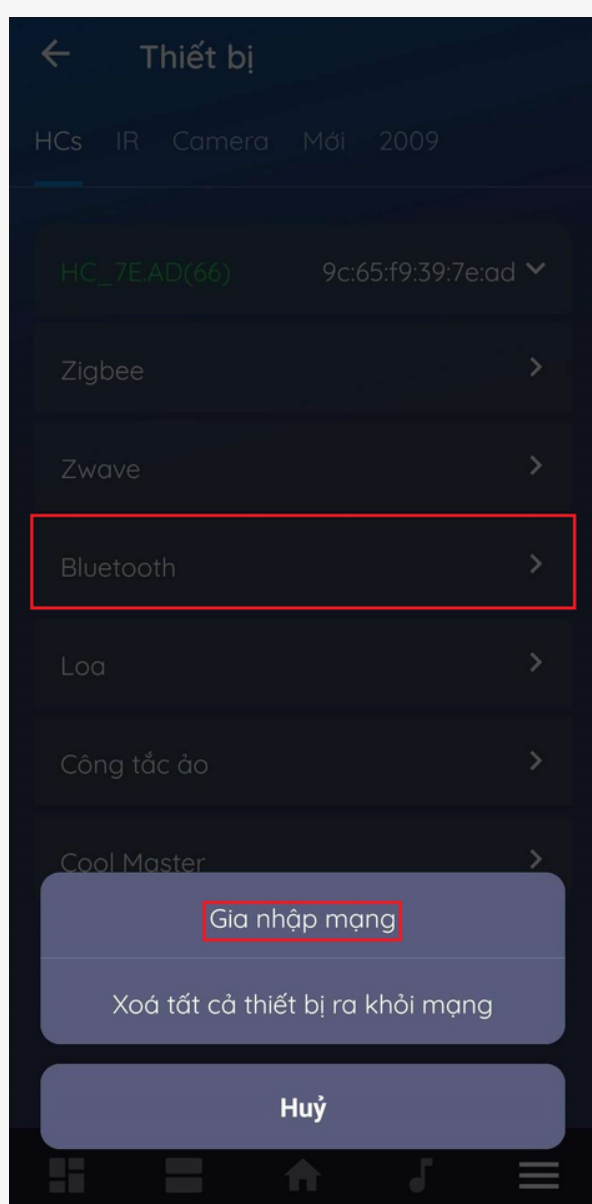 Thiết bị
HCs IR Camera Mới 2009
HC_7E.AD(66) 9c:65:f9:39:7e:ad
Zigbee
Zwave
Bluetooth
Loa
Công tắc ảo
Cool Master
Gia nhập mạng
Xoá tất cả thiết bị ra khỏi mạng
Huỷ